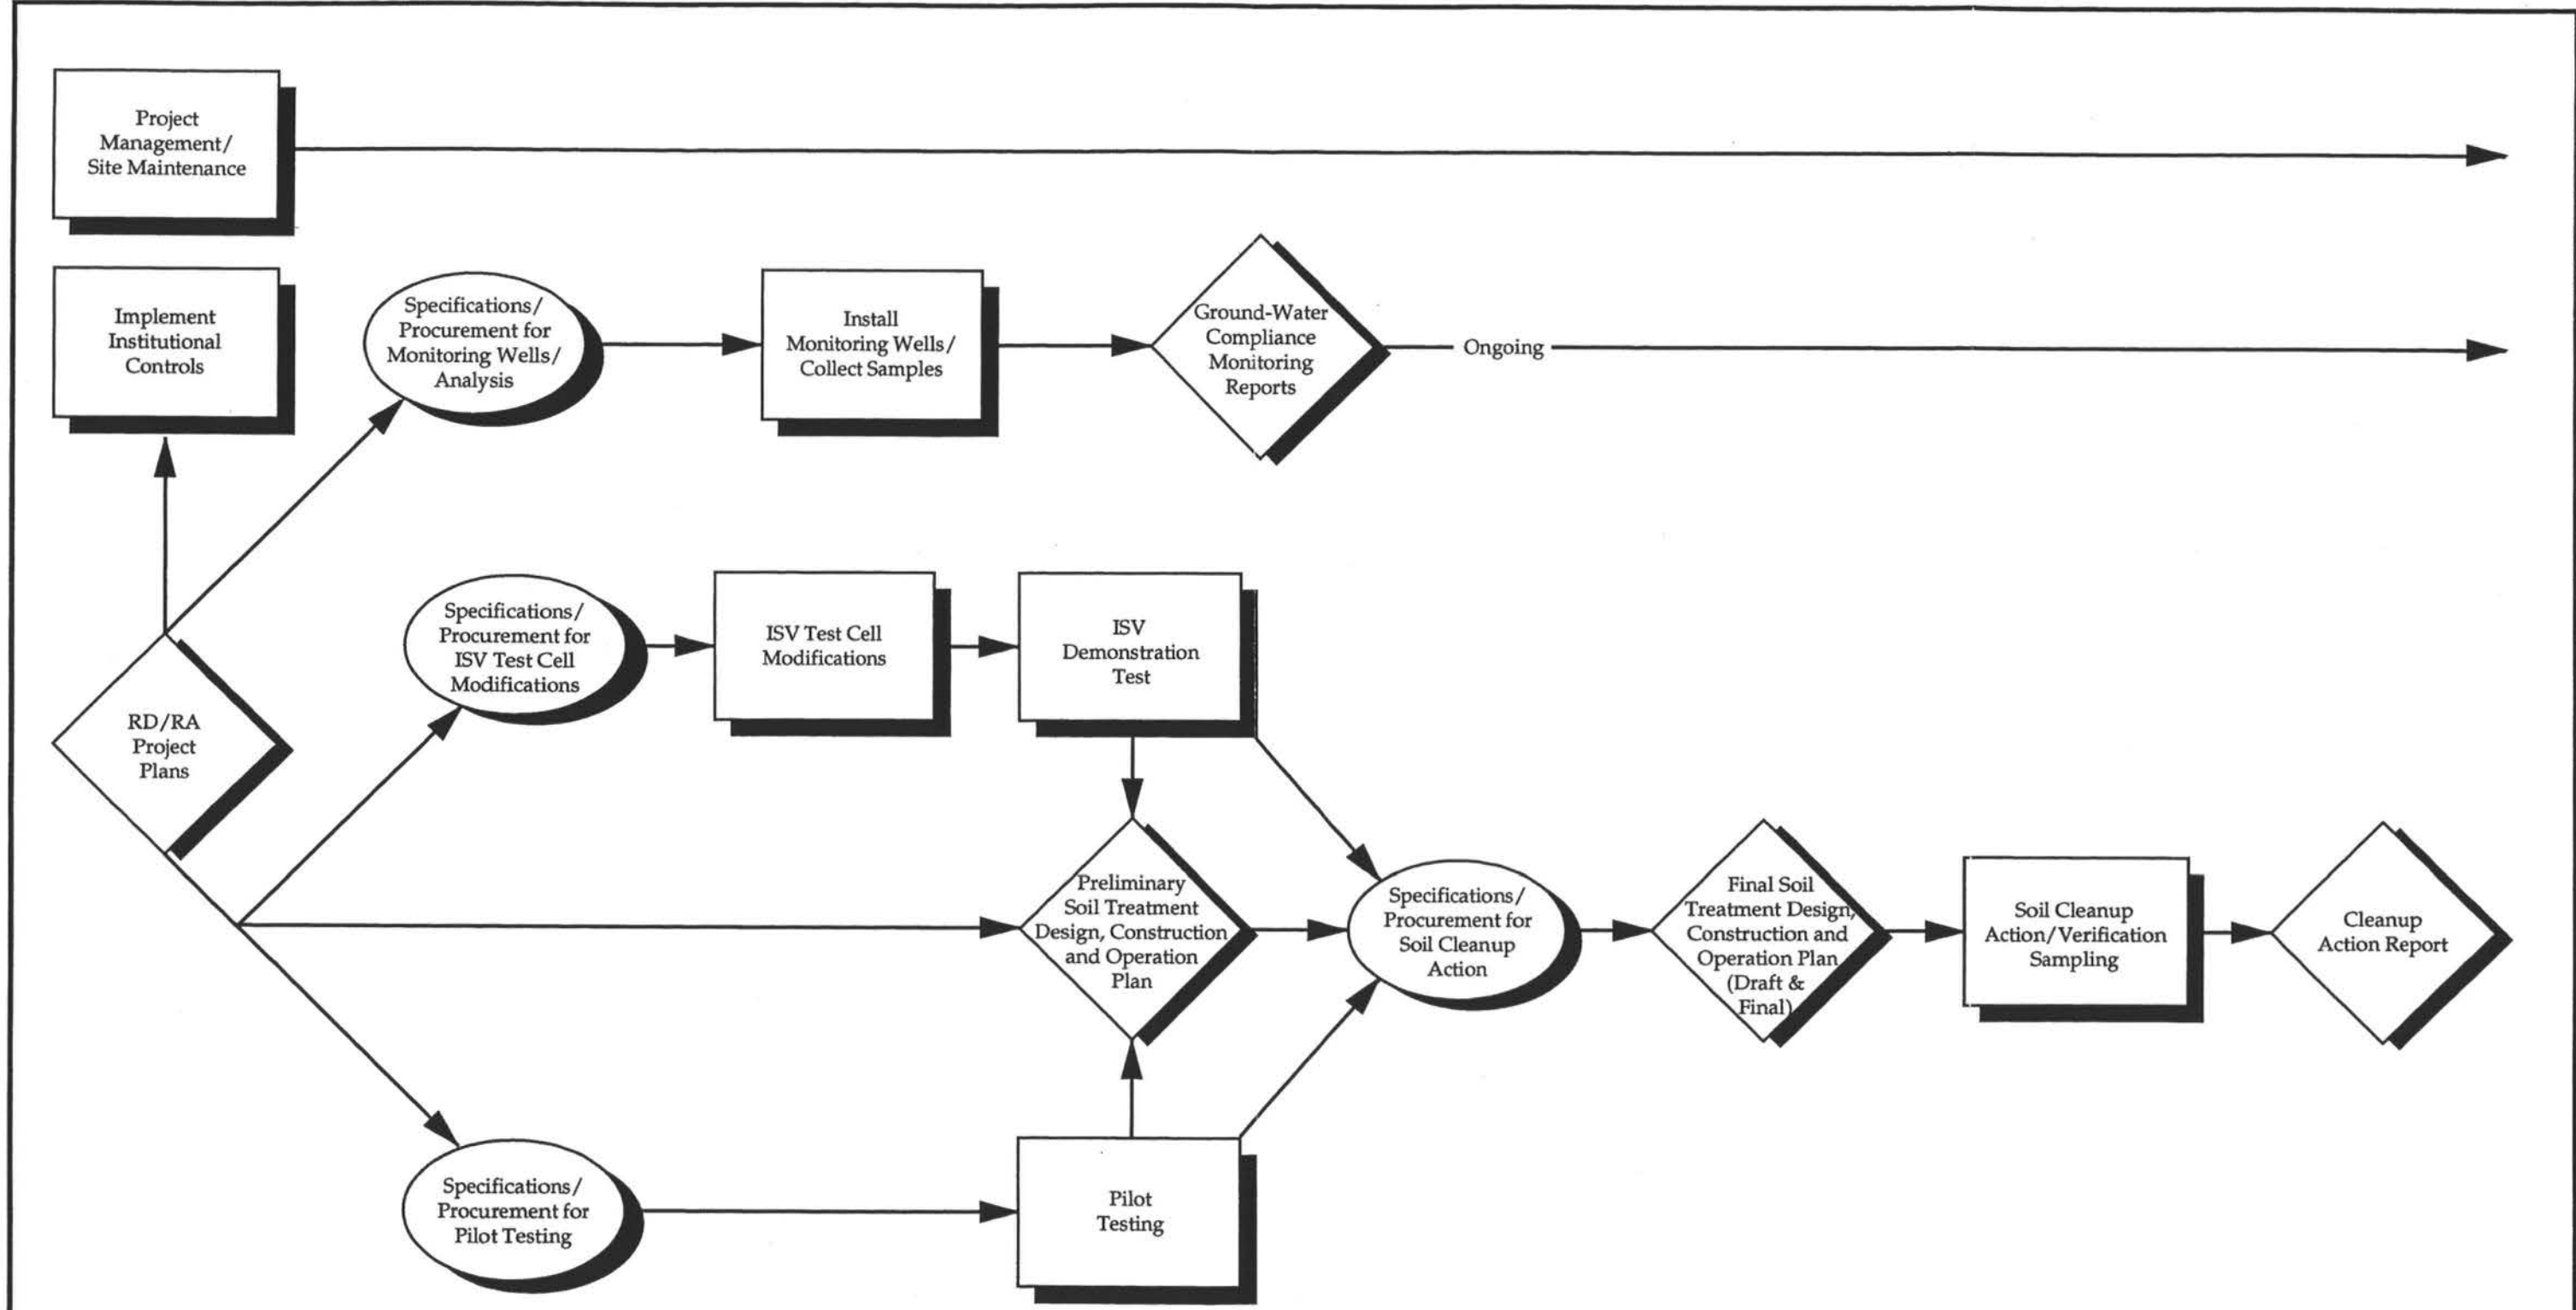 Project
Management/
Site Maintenance
Implement
Institutional
Controls
Specifications/
Procurement for
Monitoring Wells/
Analysis
Install
Monitoring Wells/
Collect Samples
Ground-Water
Compliance
Monitoring
Reports
Ongoing
Specifications/
Procurement for
ISV Test Cell
Modifications
ISV Test Cell
Modifications
ISV
Demonstration
Test
RD/RA
Project
Plans
Preliminary
Soil Treatment
Design, Construction
and Operation
Plan
Specifications/
Procurement for
Soil Cleanup
Action
Final Soil
Treatment Design,
Construction and
Operation Plan
(Draft &
Final)
Soil Cleanup
Action/Verification
Sampling
Cleanup
Action Report
Specifications/
Procurement for
Pilot Testing
Pilot
Testing